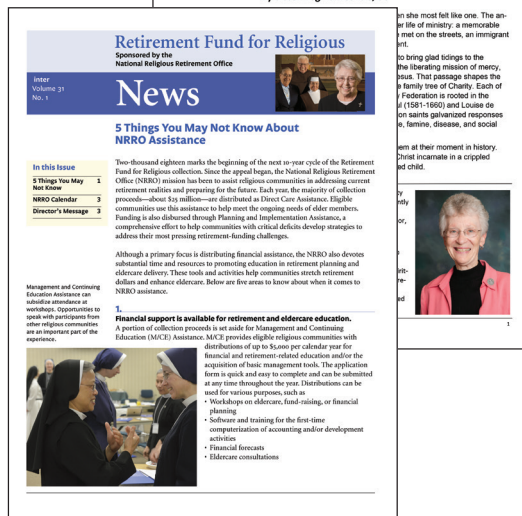 Retirement Fund for Religious
Sponsored by the
National Religious Retirement Office
inter
Volume 31
No. 1
News
5 Things You May Not Know About
NRRO Assistance
In this Issue
5 Things You May Not Know 1
NRRO Calendar 3
Director's Message 3
Two-thousand eighteen marks the beginning of the next 10-year cycle of the Retirement
Fund for Religious collection. Since the appeal began, the National Religious Retirement
Office (NRRO) mission has been to assist religious communities in addressing current
retirement realities and preparing for the future. Each year, the majority of collection
proceeds—about $25 million—are distributed as Direct Care Assistance. Eligible
communities use this assistance to help meet the ongoing needs of elder members.
Funding is also disbursed through Planning and Implementation Assistance, a
comprehensive effort to help communities with critical deficits develop strategies to
address their most pressing retirement-funding challenges.
Although a primary focus is distributing financial assistance, the NRRO also devotes
substantial time and resources to promoting education in retirement planning and
eldercare delivery. These tools and activities help communities stretch retirement
dollars and enhance eldercare. Below are five areas to know about when it comes to
NRRO assistance.
Management and Continuing
Education Assistance can
subsidize attendance at
workshops. Opportunities to
speak with participants from
other religious communities
are an important part of the
experience.
1.
Financial support is available for retirement and eldercare education.
A portion of collection proceeds is set aside for Management and Continuing
Education (M/CE) Assistance. M/CE provides eligible religious communities with
distributions of up to $5,000 per calendar year for
financial and retirement-related education and/or the
acquisition of basic management tools. The application
form is quick and easy to complete and can be submitted
at any time throughout the year. Distributions can be
used for various purposes, such as
• Workshops on eldercare, fund-raising, or financial
planning
• Software and training for the first-time
computerization of accounting and/or development
activities
• Financial forecasts
• Eldercare consultations
en she most felt like one. The an-
er life of ministry: a memorable
met on the streets, an immigrant
ent.
to bring glad tidings to the
the liberating mission of mercy,
esus. That passage shapes the
e family tree of Charity. Each of
Federation is rooted in the
ul (1581-1660) and Louise de
on saints galvanized responses
e, famine, disease, and social
em at their moment in history.
Christ incarnate in a crippled
ed child.
ntly
or,
irit-
re-
ed
1